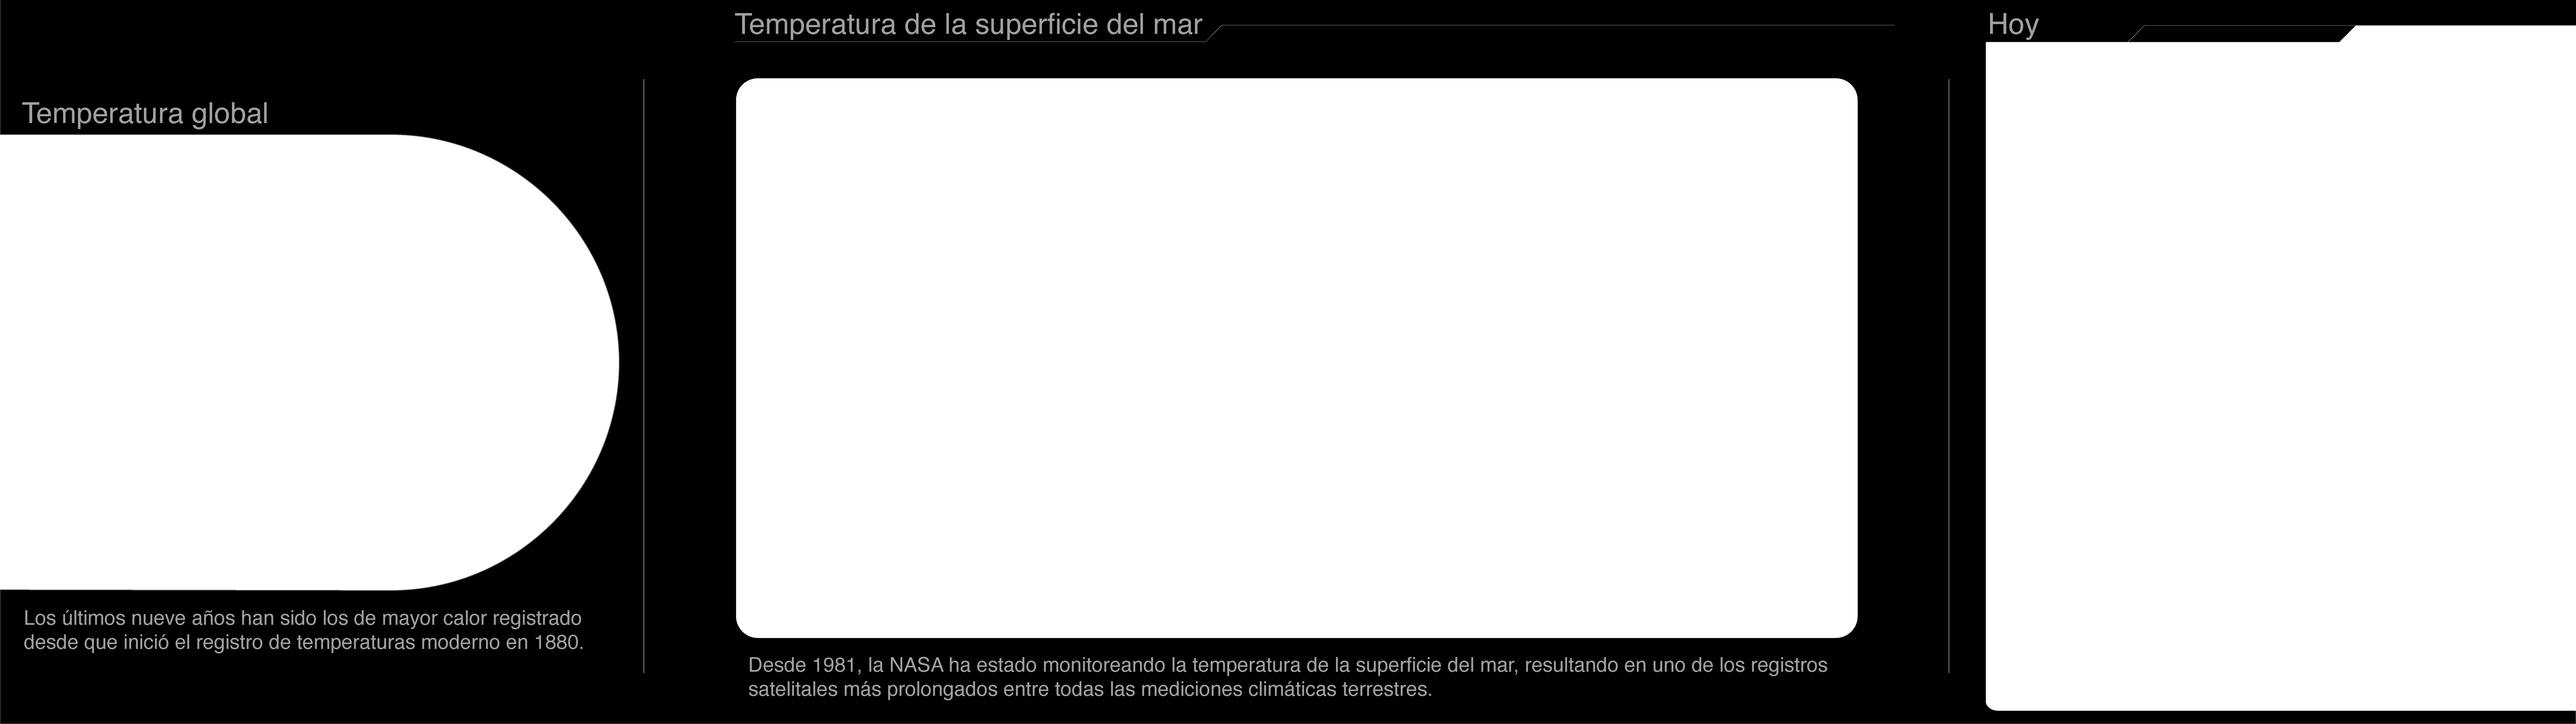 Temperatura global
Los últimos nueve años han sido los de mayor calor registrado
desde que inició el registro de temperaturas moderno en 1880.
Temperatura de la superficie del mar
Desde 1981, la NASA ha estado monitoreando la temperatura de la superficie del mar, resultando en uno de los registros
satelitales más prolongados entre todas las mediciones climáticas terrestres.
Hoy